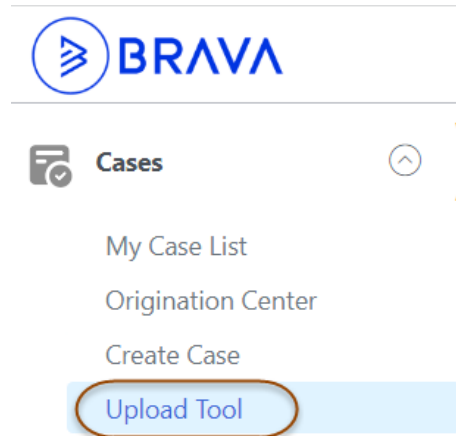 BRAVA
Cases
My Case List
Origination Center
Create Case
Upload Tool